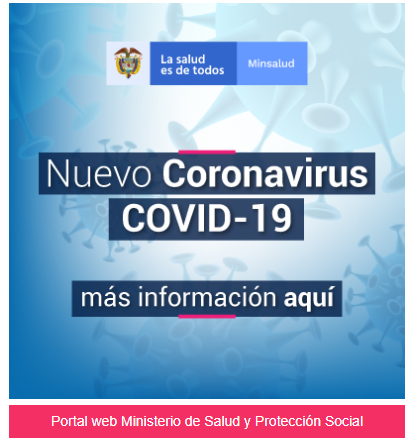 La salud
es de todos
Minsalud
Nuevo Coronavirus
COVID-19
más información aquí
Portal web Ministerio de Salud y Protección Social